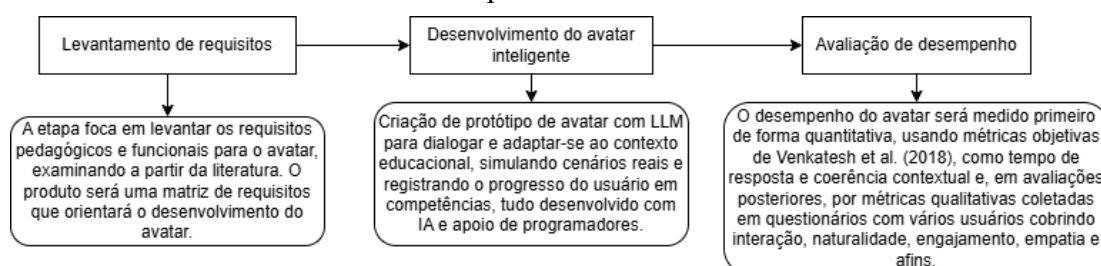 Levantamento de requisitos
Desenvolvimento do avatar
inteligente
Avaliação de desempenho
A etapa foca em levantar os requisitos
pedagógicos e funcionais para o avatar,
examinando a partir da literatura. O
produto será uma matriz de requisitos
que orientará o desenvolvimento do
avatar.
Criação de protótipo de avatar com LLM
para dialogar e adaptar-se ao contexto
educacional, simulando cenários reais e
registrando o progresso do usuário em
competências, tudo desenvolvido com
IA e apoio de programadores.
O desempenho do avatar será medido primeiro
de forma quantitativa, usando métricas objetivas
de Venkatesh et al. (2018), como tempo de
resposta e coerência contextual e, em avaliações
posteriores, por métricas qualitativas coletadas
em questionários com vários usuários cobrindo
interação, naturalidade, engajamento, empatia e
afins.